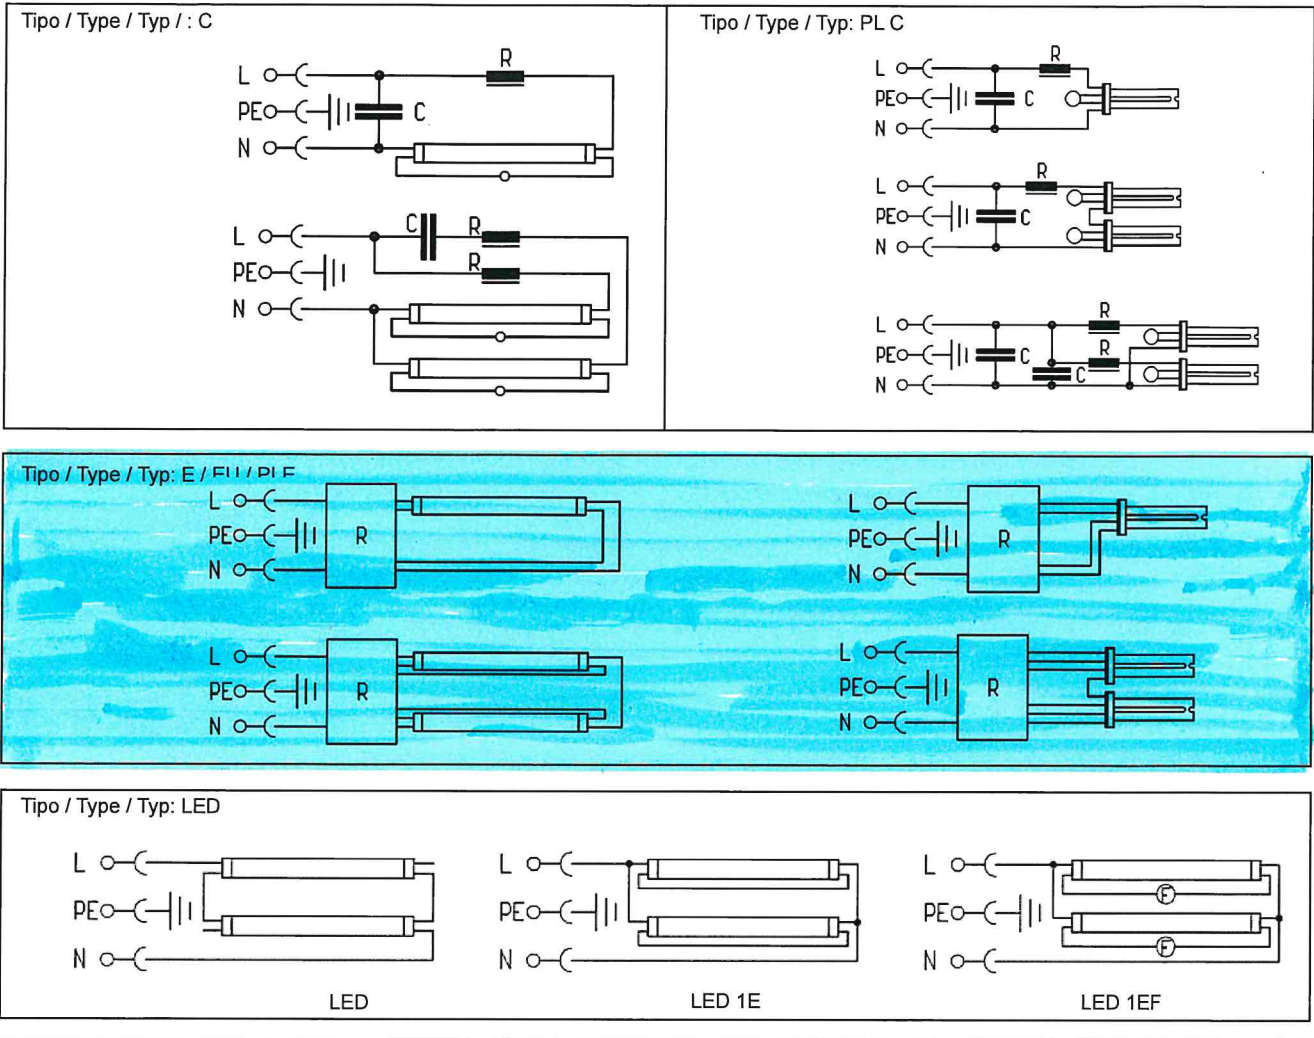 Tipo / Type / Typ / : C
R
L
PE
C
N
C
R
L
R
PE
N
Tipo / Type / Typ: PL C
R
L
PE
C
N
R
L
PE
C
N
R
L
R
PE
C
C
N
Tipo / Type / Typ: E /
L
PE
R
N
L
PE
R
N
L
PE
R
N
L
PE
R
N
Tipo / Type / Typ: LED
L
PE
N
LED
L
PE
N
LED 1E
L
F
PE
F
N
LED 1EF